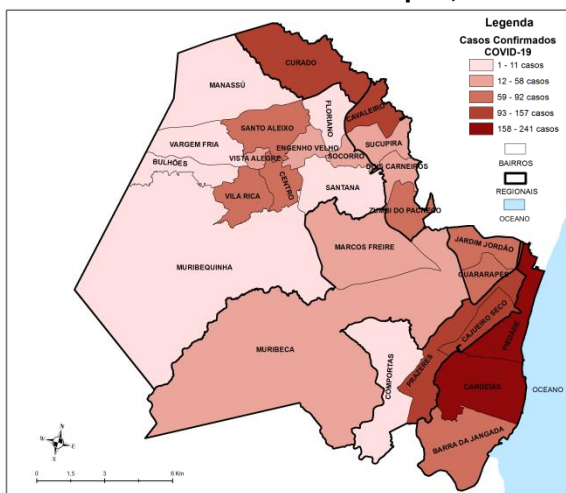 Legenda
Casos Confirmados
COVID-19
1 - 11 casos
12 - 58 casos
59 - 92 casos
93 - 157 casos
158 - 241 casos
BAIRROS
REGIONAIS
OCEANO
CURADO
MANASSÚ
FLORIANO
CAVALEIRO
SANTO ALEIXO
VARGEM FRIA
ENGENHO VELHO
SUCUPIRA
VISTA ALEGRE
SOCORRO
BULHÕES
DOIS CARNEIROS
CENTRO
SANTANA
VILA RICA
ZUMBI DO PACHECO
MURIBEQUINHA
MARCOS FREIRE
JARDIM JORDÃO
GUARARAPES
CAJUEIRO SECO
PIEDADE
MURIBECA
COMPORTAS
PRAZERES
CANDEIAS
OCEANO
BARRA DA JANGADA
N
W
E
S
0 1,5 3 6 Km